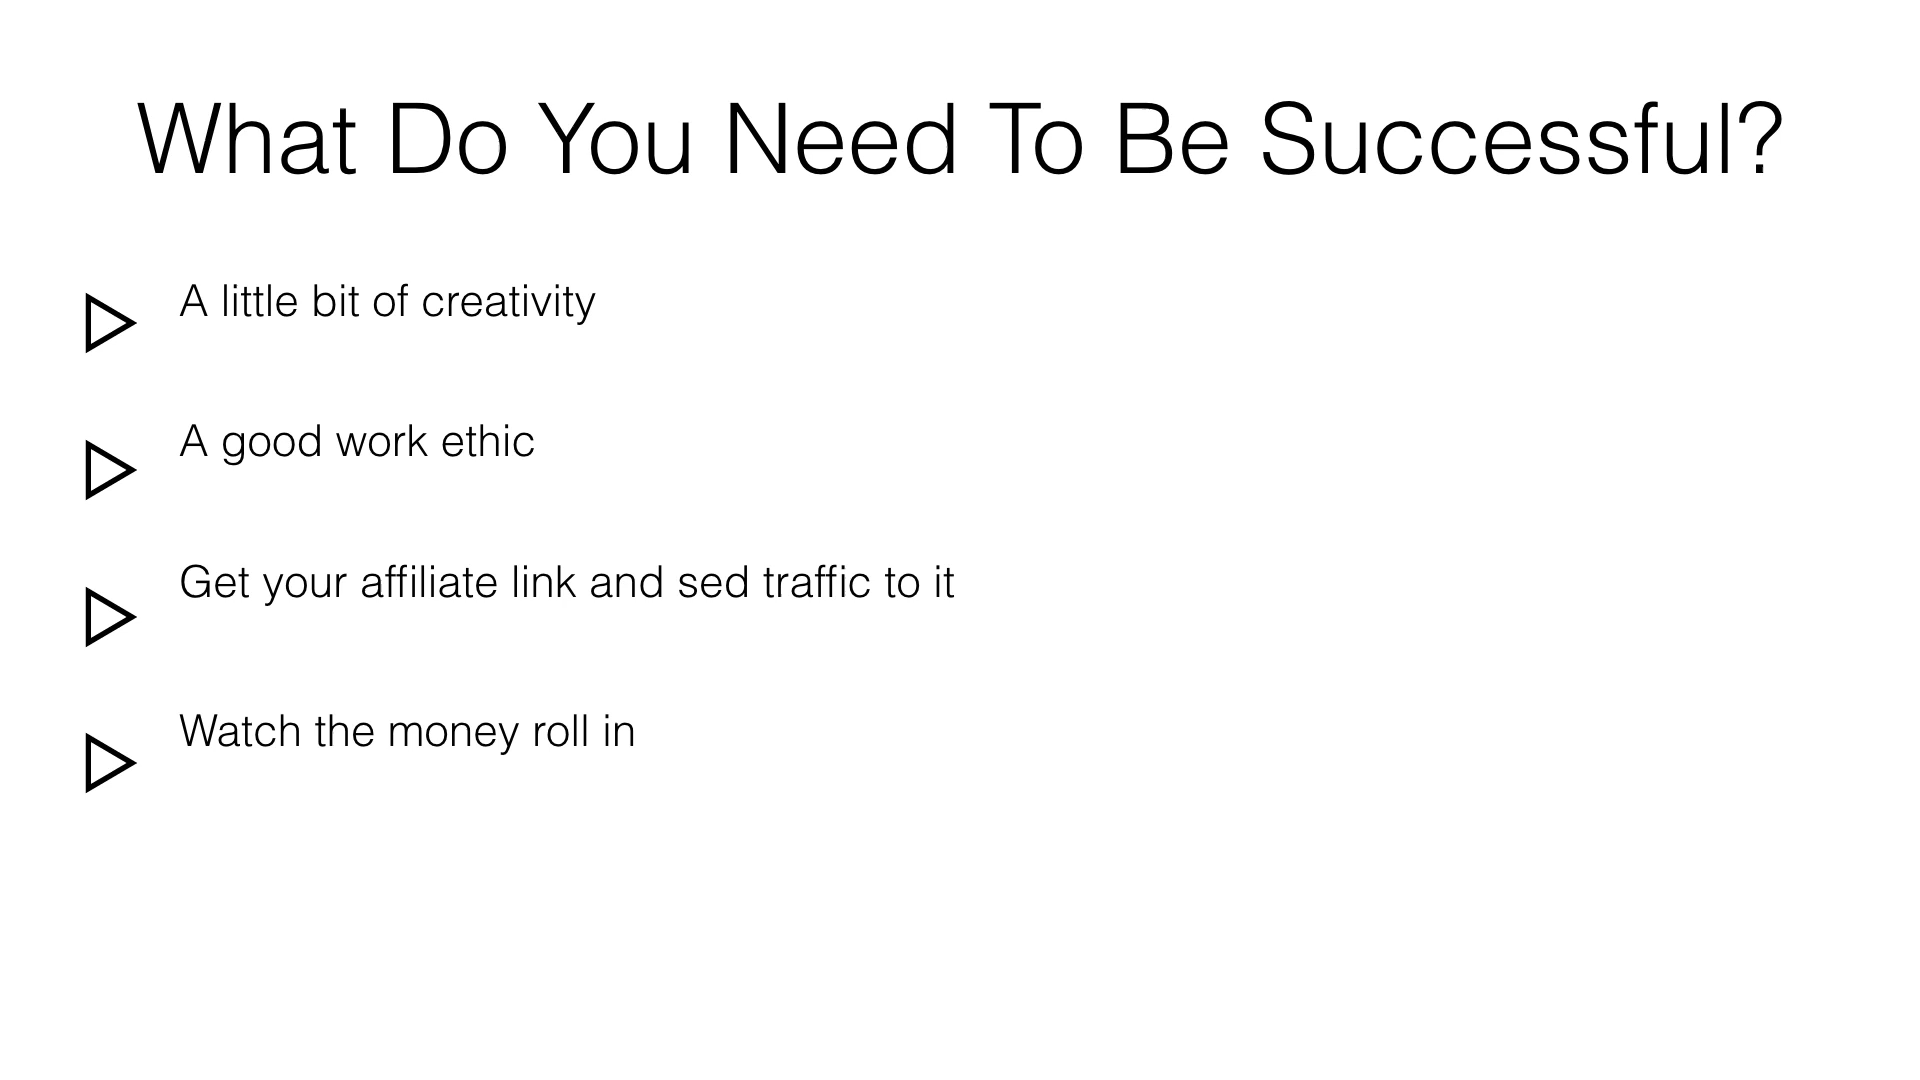 What Do You Need To Be Successful?
A little bit of creativity
A good work ethic
Get your affiliate link and sed traffic to it
Watch the money roll in